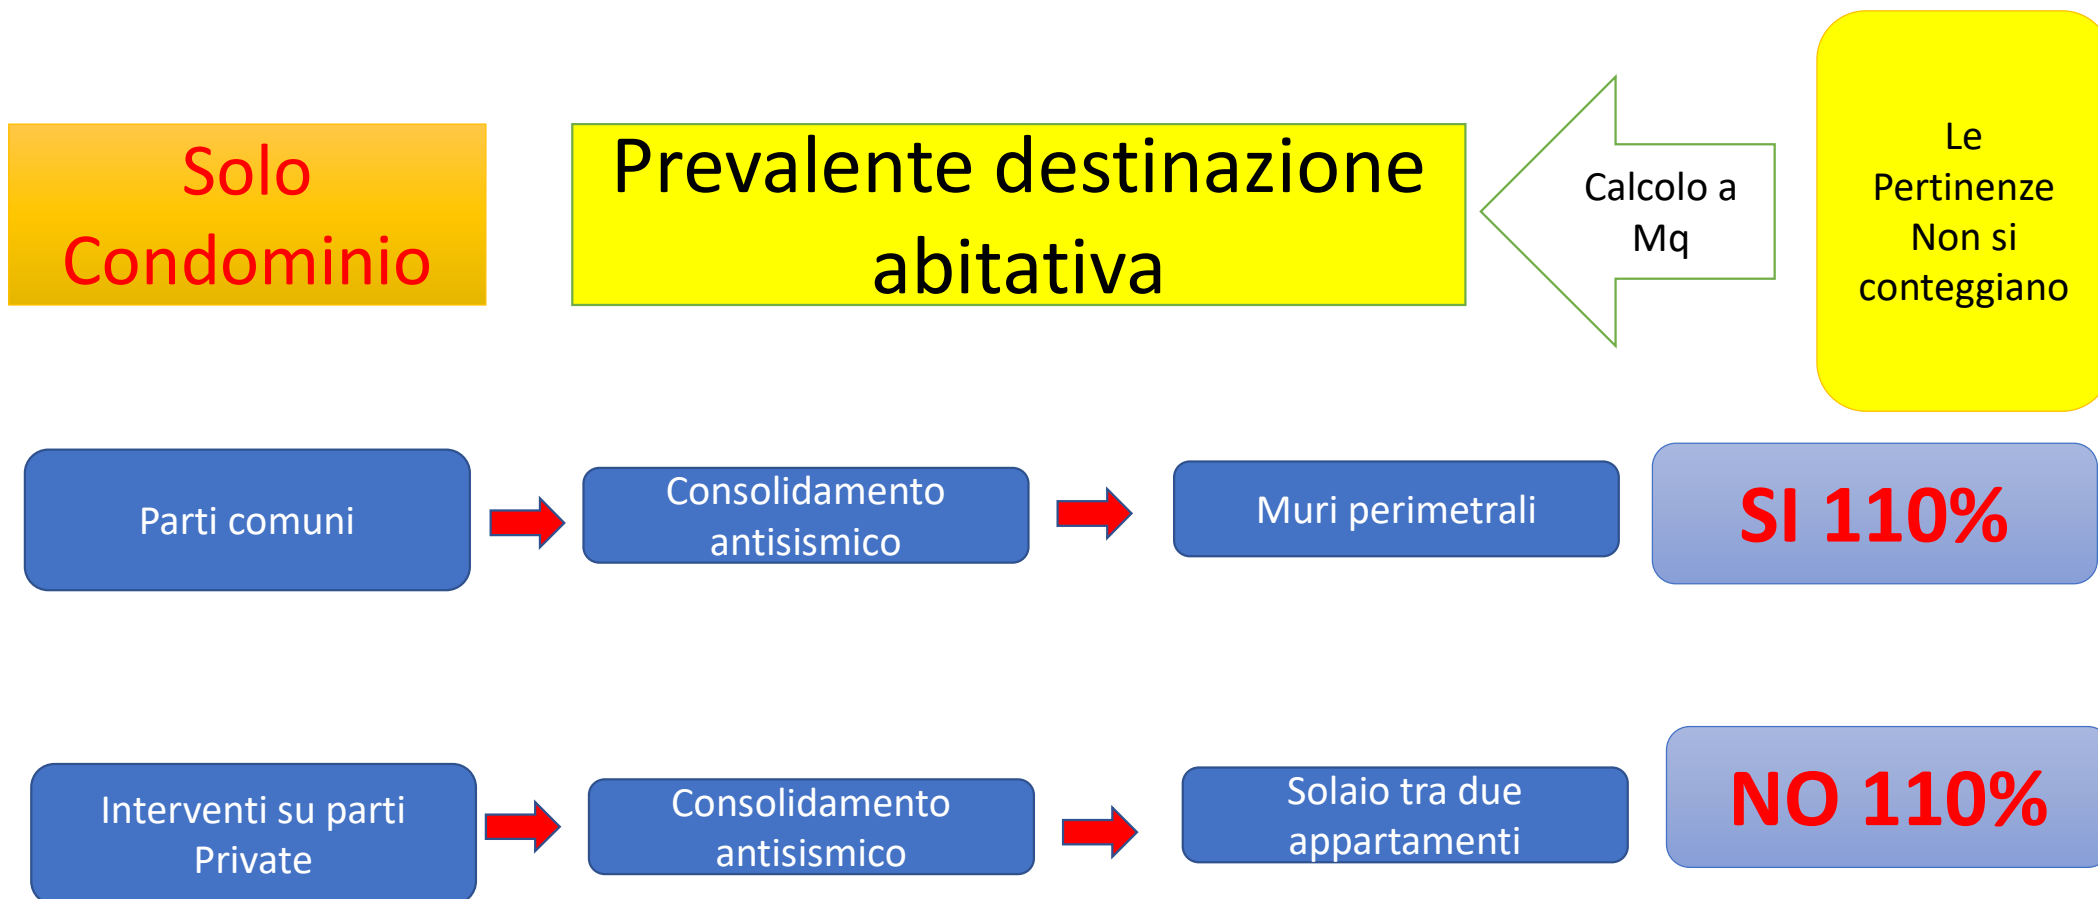 Solo
Condominio
Prevalente destinazione
abitativa
Calcolo a
Mq
Le
Pertinenze
Non si
conteggiano
Parti comuni
Consolidamento
antisismico
Muri perimetrali
SI 110%
Interventi su parti
Private
Consolidamento
antisismico
Solaio tra due
appartamenti
NO 110%